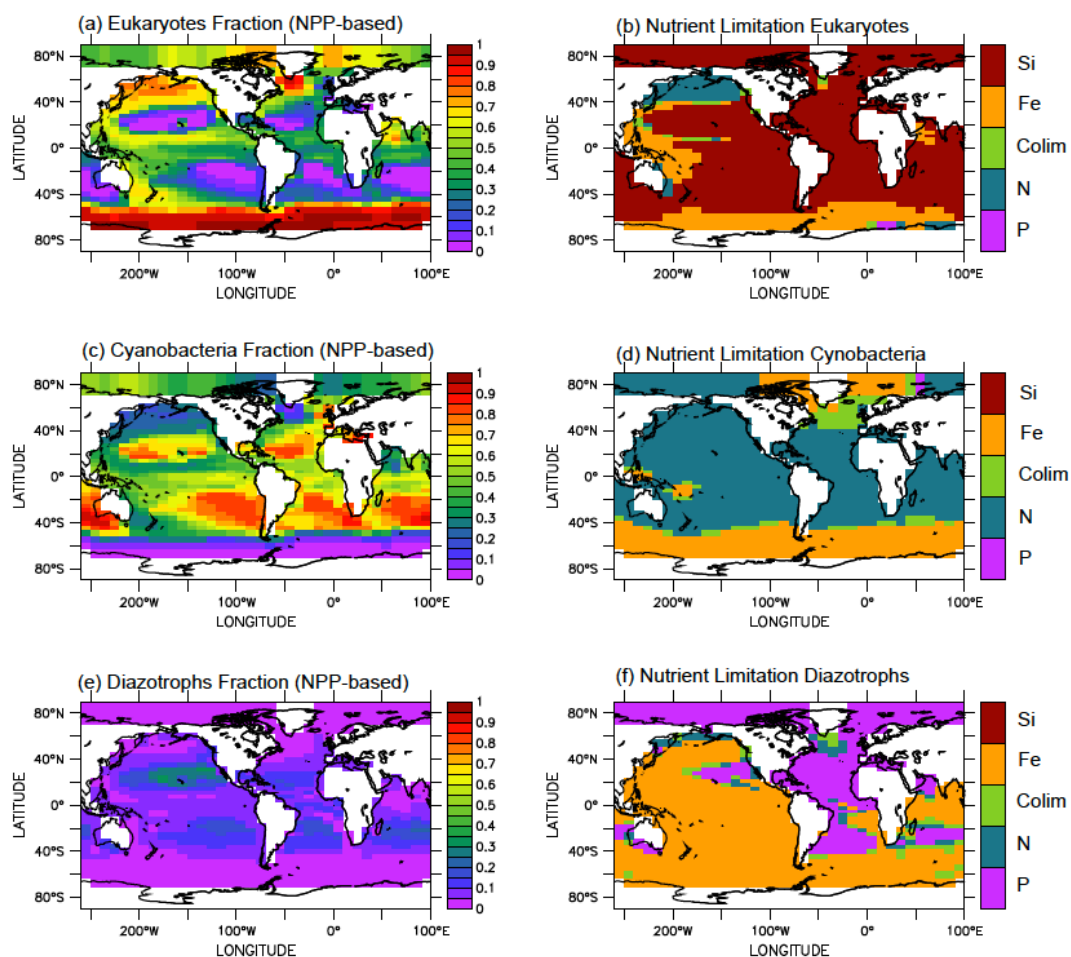 (a) Eukaryotes Fraction (NPP-based)
80°N
40°N
0°
40°S
80°S
LATITUDE
200°W 100°W 0° 100°E
LONGITUDE
1
0.9
0.8
0.7
0.6
0.5
0.4
0.3
0.2
0.1
0
(b) Nutrient Limitation Eukaryotes
80°N
40°N
0°
40°S
80°S
LATITUDE
200°W 100°W 0° 100°E
LONGITUDE
Si
Fe
Colim
N
P
(c) Cyanobacteria Fraction (NPP-based)
80°N
40°N
0°
40°S
80°S
LATITUDE
200°W 100°W 0° 100°E
LONGITUDE
1
0.9
0.8
0.7
0.6
0.5
0.4
0.3
0.2
0.1
0
(d) Nutrient Limitation Cynobacteria
80°N
40°N
0°
40°S
80°S
LATITUDE
200°W 100°W 0° 100°E
LONGITUDE
Si
Fe
Colim
N
P
(e) Diazotrophs Fraction (NPP-based)
80°N
40°N
0°
40°S
80°S
LATITUDE
200°W 100°W 0° 100°E
LONGITUDE
1
0.9
0.8
0.7
0.6
0.5
0.4
0.3
0.2
0.1
0
(f) Nutrient Limitation Diazotrophs
80°N
40°N
0°
40°S
80°S
LATITUDE
200°W 100°W 0° 100°E
LONGITUDE
Si
Fe
Colim
N
P